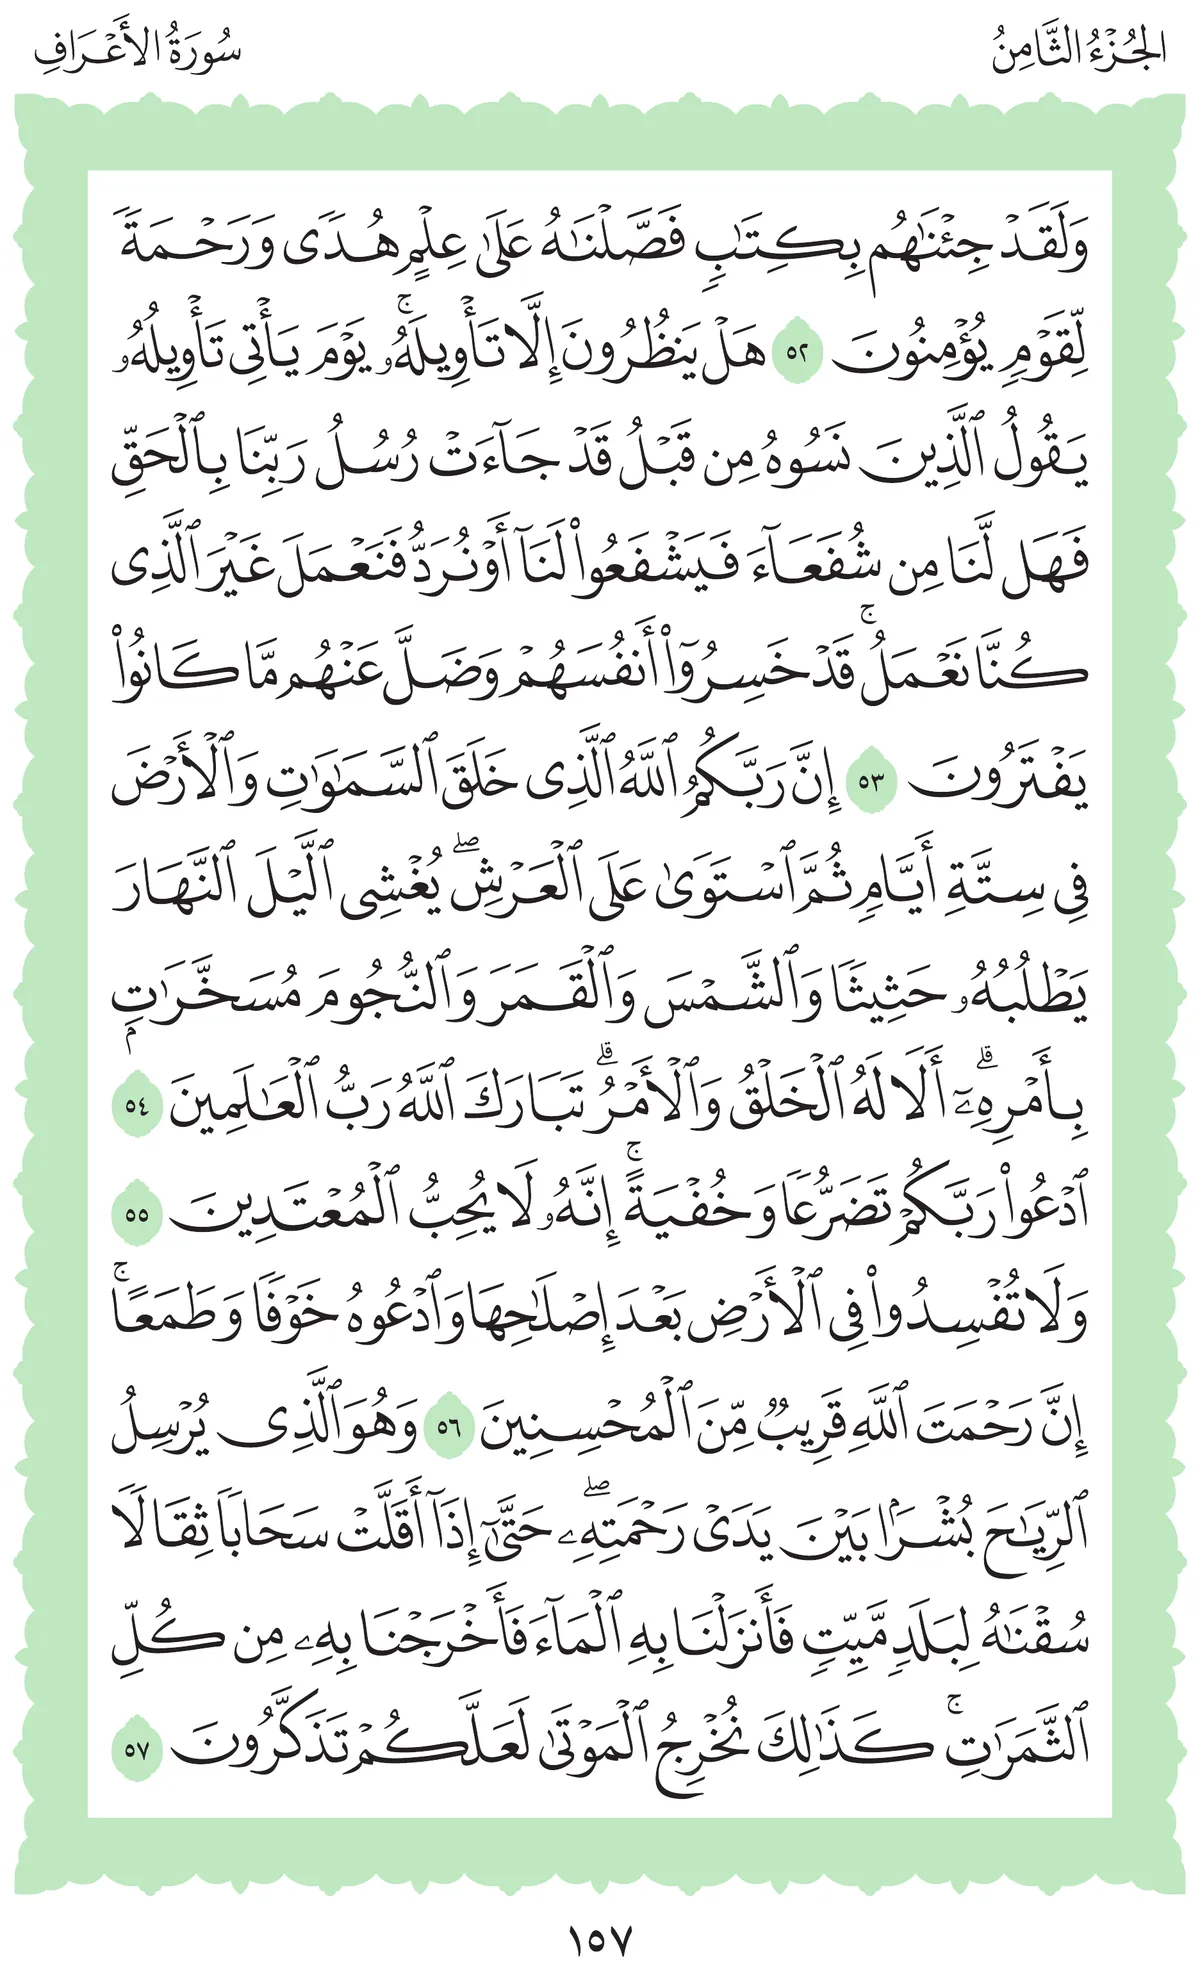 الجُزْءُ الثَّامِنُ
سُورَةُ الأَعْرَافِ
وَلَقَدْ جِئْنَٰهُم بِكِتَٰبٖ فَصَّلْنَٰهُ عَلَىٰ عِلْمٍ هُدٗى وَرَحْمَةٗ
لِّقَوْمٖ يُؤْمِنُونَ ٥٢ هَلْ يَنظُرُونَ إِلَّا تَأْوِيلَهُۥۚ يَوْمَ يَأْتِى تَأْوِيلُهُۥ
يَقُولُ ٱلَّذِينَ نَسُوهُ مِن قَبْلُ قَدْ جَآءَتْ رُسُلُ رَبِّنَا بِٱلْحَقِّ
فَهَل لَّنَا مِن شُفَعَآءَ فَيَشْفَعُوا۟ لَنَآ أَوْ نُرَدُّ فَنَعْمَلَ غَيْرَ ٱلَّذِى
كُنَّا نَعْمَلُۚ قَدْ خَسِرُوٓا۟ أَنفُسَهُمْ وَضَلَّ عَنْهُم مَّا كَانُوا۟
يَفْتَرُونَ ٥٣ إِنَّ رَبَّكُمُ ٱللَّهُ ٱلَّذِى خَلَقَ ٱلسَّمَٰوَٰتِ وَٱلْأَرْضَ
فِى سِتَّةِ أَيَّامٖ ثُمَّ ٱسْتَوَىٰ عَلَى ٱلْعَرْشِۖ يُغْشِى ٱلَّيْلَ ٱلنَّهَارَ
يَطْلُبُهُۥ حَثِيثٗا وَٱلشَّمْسَ وَٱلْقَمَرَ وَٱلنُّجُومَ مُسَخَّرَٰتِۭ
بِأَمْرِهِۦٓۗ أَلَا لَهُ ٱلْخَلْقُ وَٱلْأَمْرُۗ تَبَارَكَ ٱللَّهُ رَبُّ ٱلْعَٰلَمِينَ ٥٤
ٱدْعُوا۟ رَبَّكُمْ تَضَرُّعٗا وَخُفْيَةًۚ إِنَّهُۥ لَا يُحِبُّ ٱلْمُعْتَدِينَ ٥٥
وَلَا تُفْسِدُوا۟ فِى ٱلْأَرْضِ بَعْدَ إِصْلَٰحِهَا وَٱدْعُوهُ خَوْفٗا وَطَمَعًاۚ
إِنَّ رَحْمَتَ ٱللَّهِ قَرِيبٞ مِّنَ ٱلْمُحْسِنِينَ ٥٦ وَهُوَ ٱلَّذِى يُرْسِلُ
ٱلرِّيَٰحَ بُشْرَۢا بَيْنَ يَدَىْ رَحْمَتِهِۦۖ حَتَّىٰٓ إِذَآ أَقَلَّتْ سَحَابٗا ثِقَالٗا
سُقْنَٰهُ لِبَلَدٖ مَّيِّتٖ فَأَنزَلْنَا بِهِ ٱلْمَآءَ فَأَخْرَجْنَا بِهِۦ مِن كُلِّ
ٱلثَّمَرَٰتِۚ كَذَٰلِكَ نُخْرِجُ ٱلْمَوْتَىٰ لَعَلَّكُمْ تَذَكَّرُونَ ٥٧
١٥٧